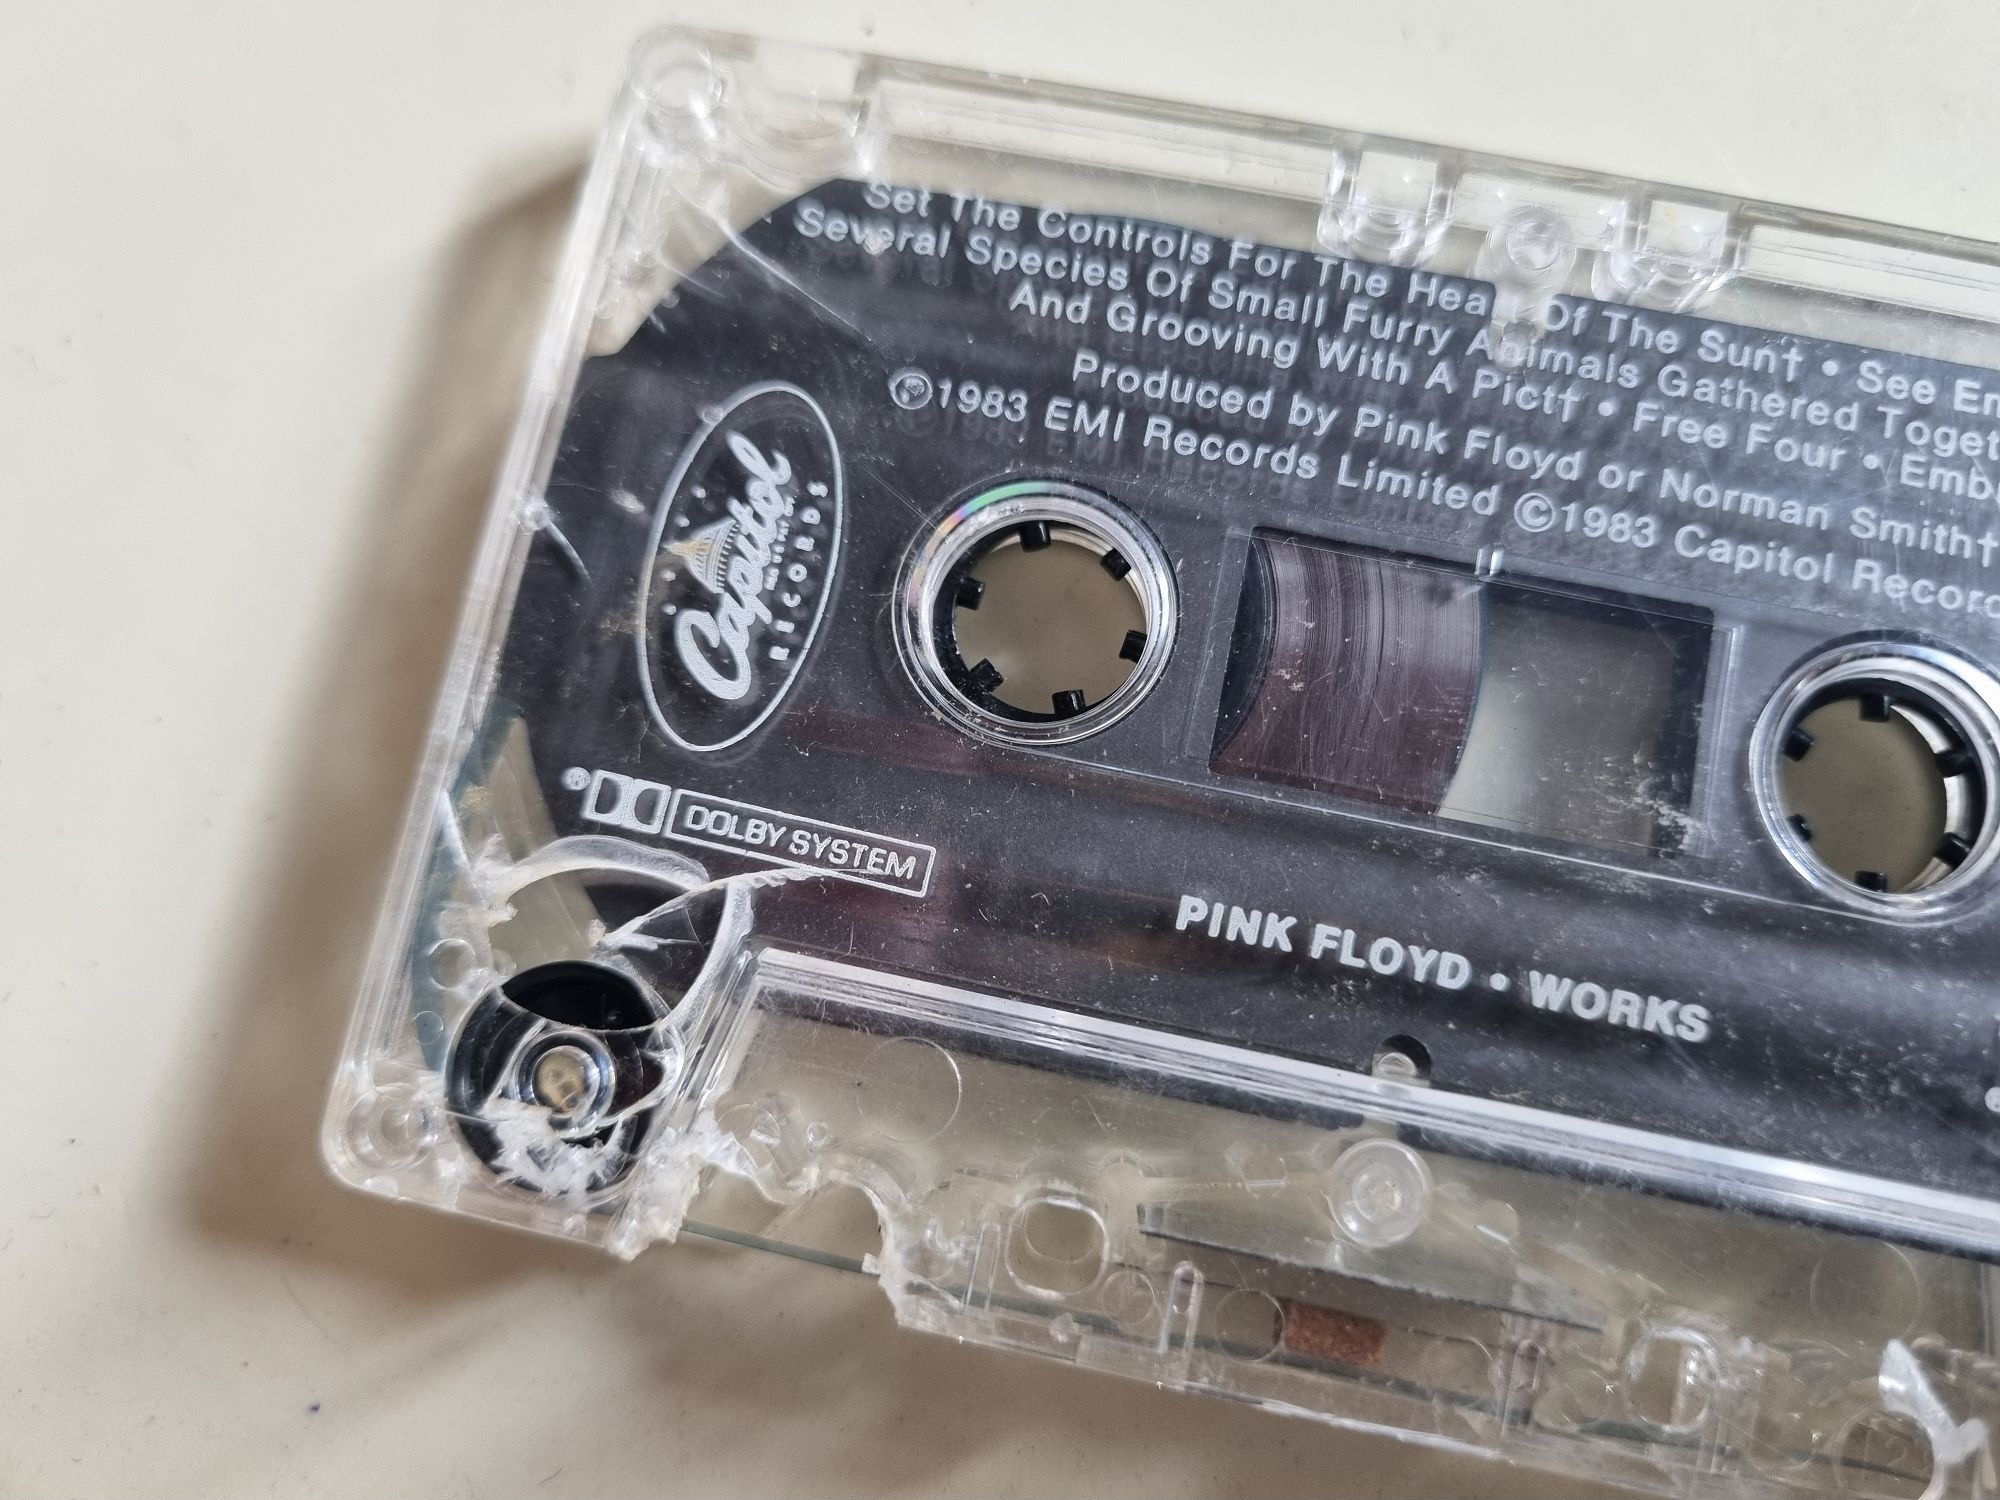 Set The Controls For The Heart Of The Sun† • See Em
Several Species Of Small Furry Animals Gathered Toget
And Grooving With A Pict† • Free Four • Emb
Produced by Pink Floyd or Norman Smith†
℗1983 EMI Records Limited ©1983 Capitol Record
Capitol
RECORDS
® DOLBY SYSTEM
PINK FLOYD • WORKS